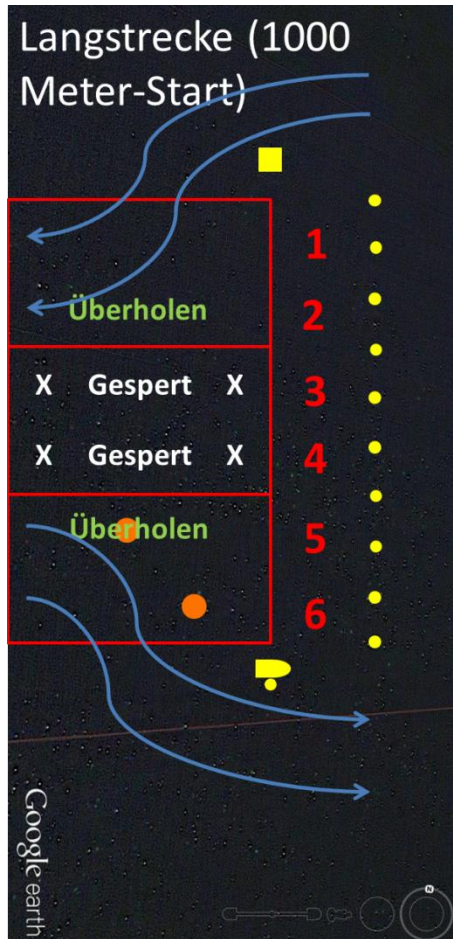 Langstrecke (1000
Meter-Start)
1
Überholen 2
X Gespert X 3
X Gespert X 4
Überholen 5
6
Google earth
N